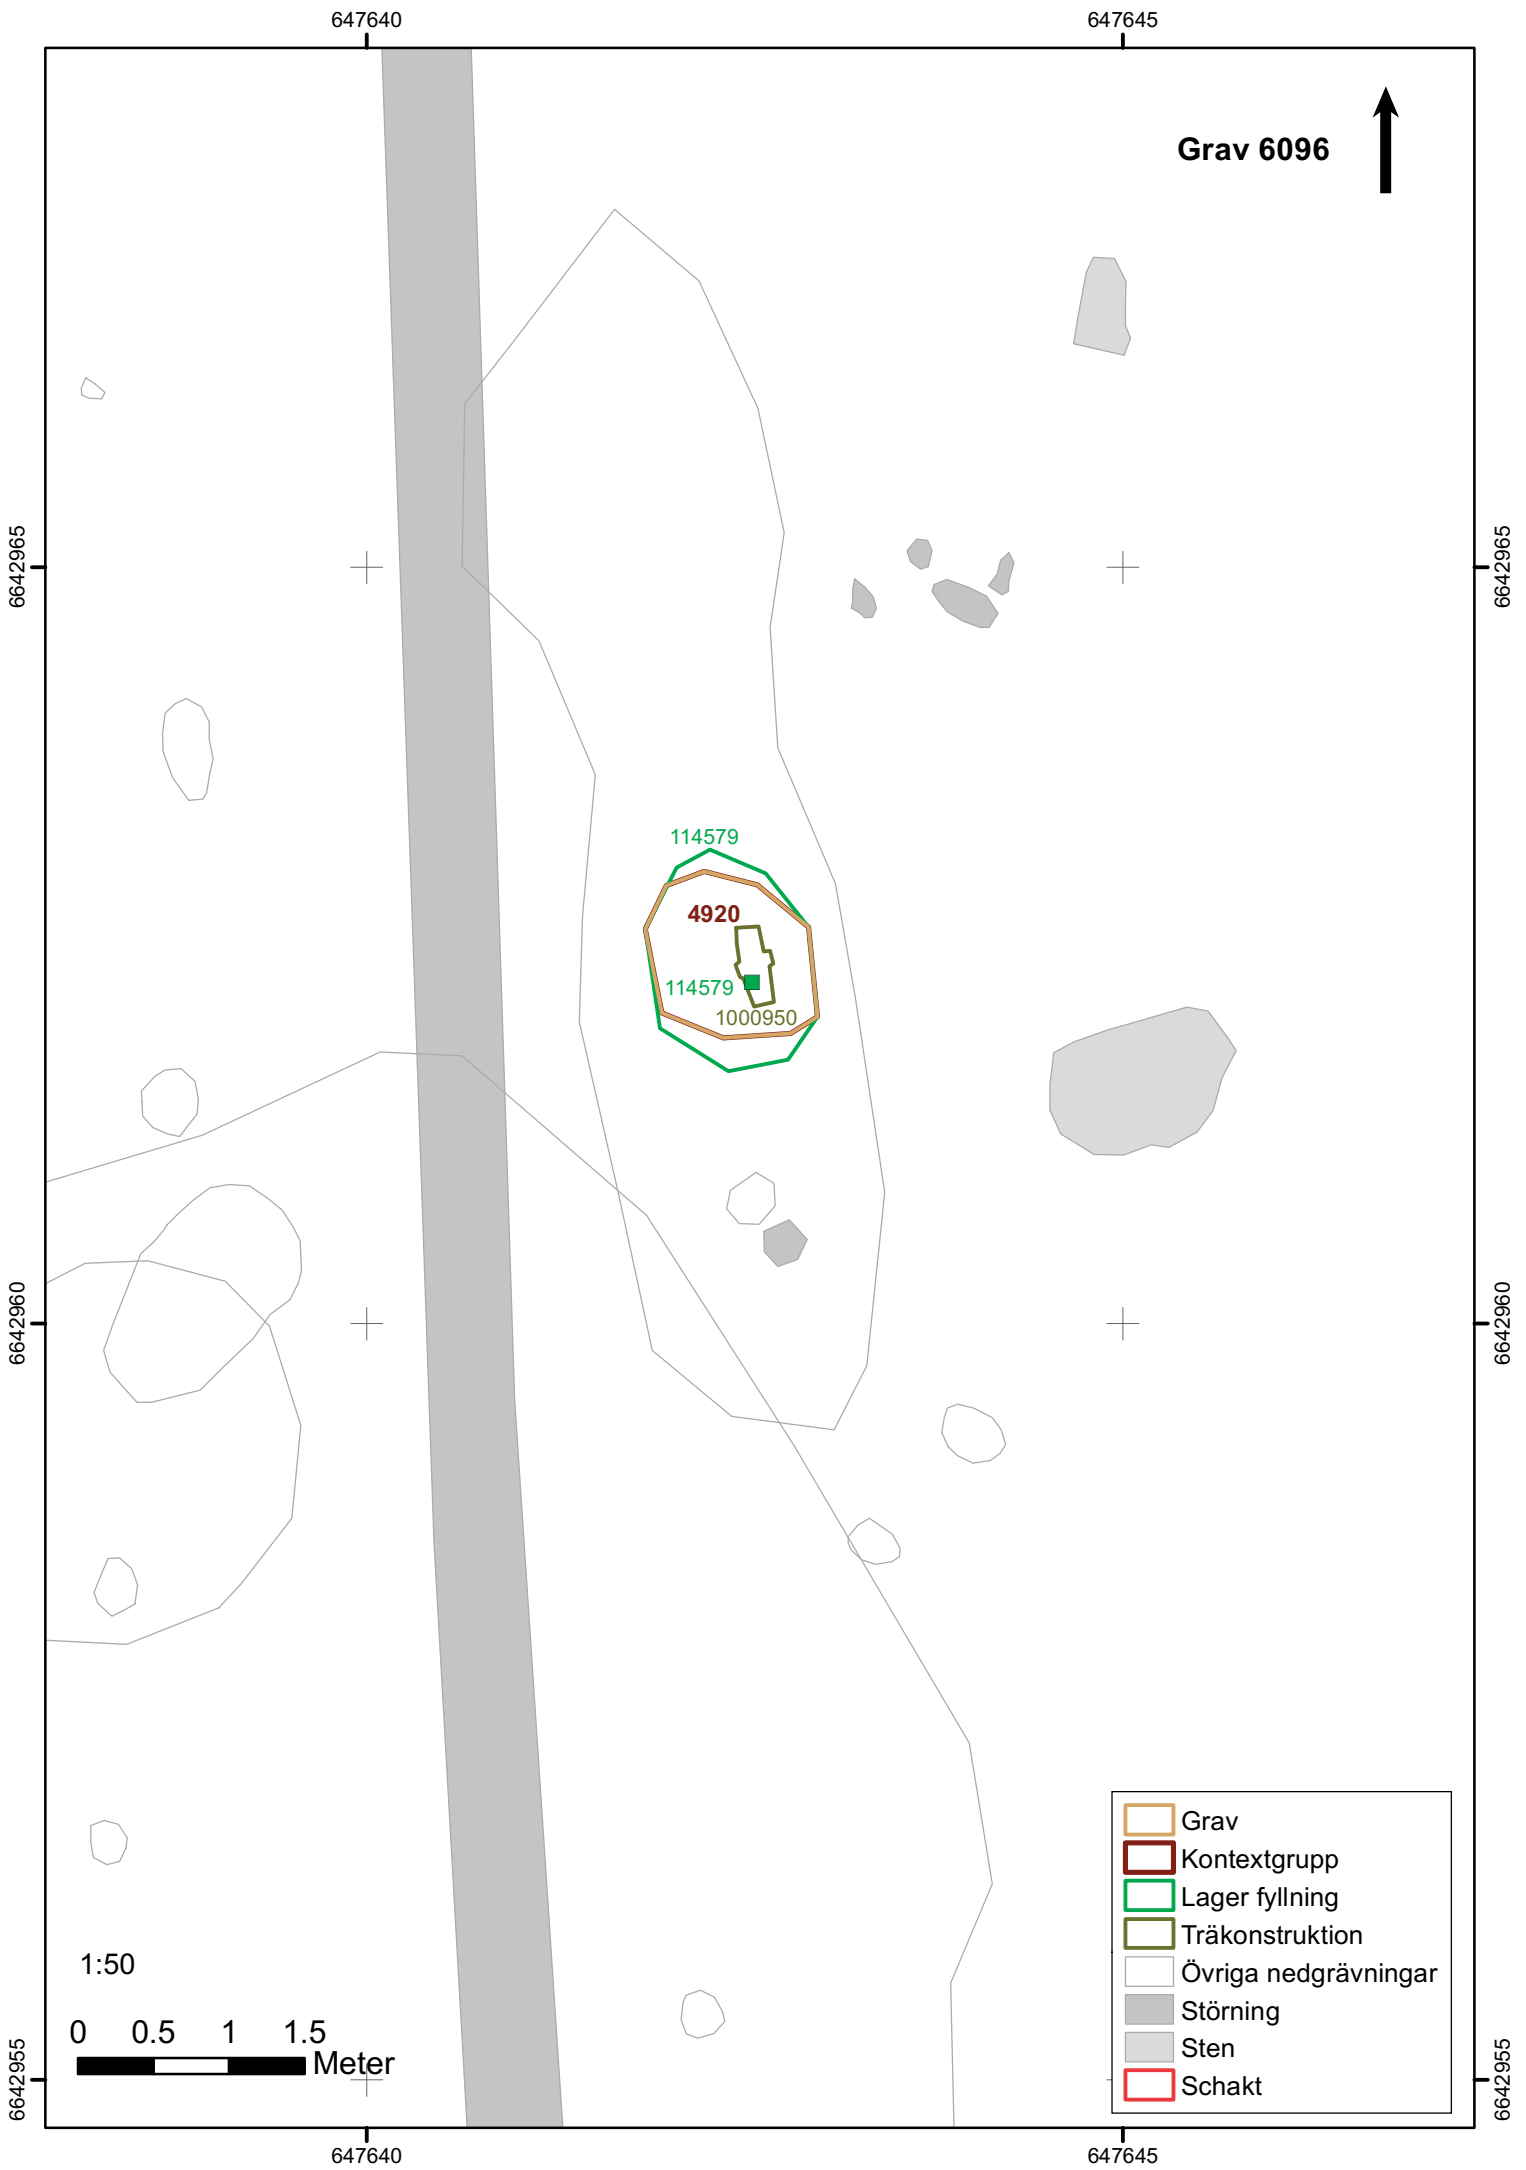 647640
647645
Grav 6096
6642965
6642965
114579
4920
114579
1000950
6642960
6642960
Grav
Kontextgrupp
Lager fyllning
Träkonstruktion
Övriga nedgrävningar
Störning
Sten
Schakt
1:50
0 0.5 1 1.5
Meter
6642955
6642955
647640
647645